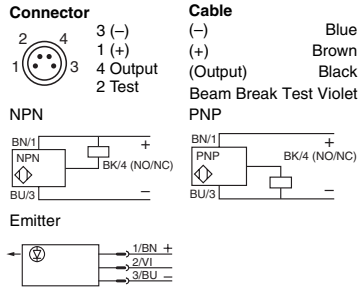 Connector
2 4
1 3
3 (–)
1 (+)
4 Output
2 Test
Cable
(–) Blue
(+) Brown
(Output) Black
Beam Break Test Violet
NPN
BN/1
+
NPN
BK/4 (NO/NC)
BU/3
–
PNP
BN/1
+
PNP
BK/4 (NO/NC)
BU/3
–
Emitter
1/BN +
2/VI
3/BU –